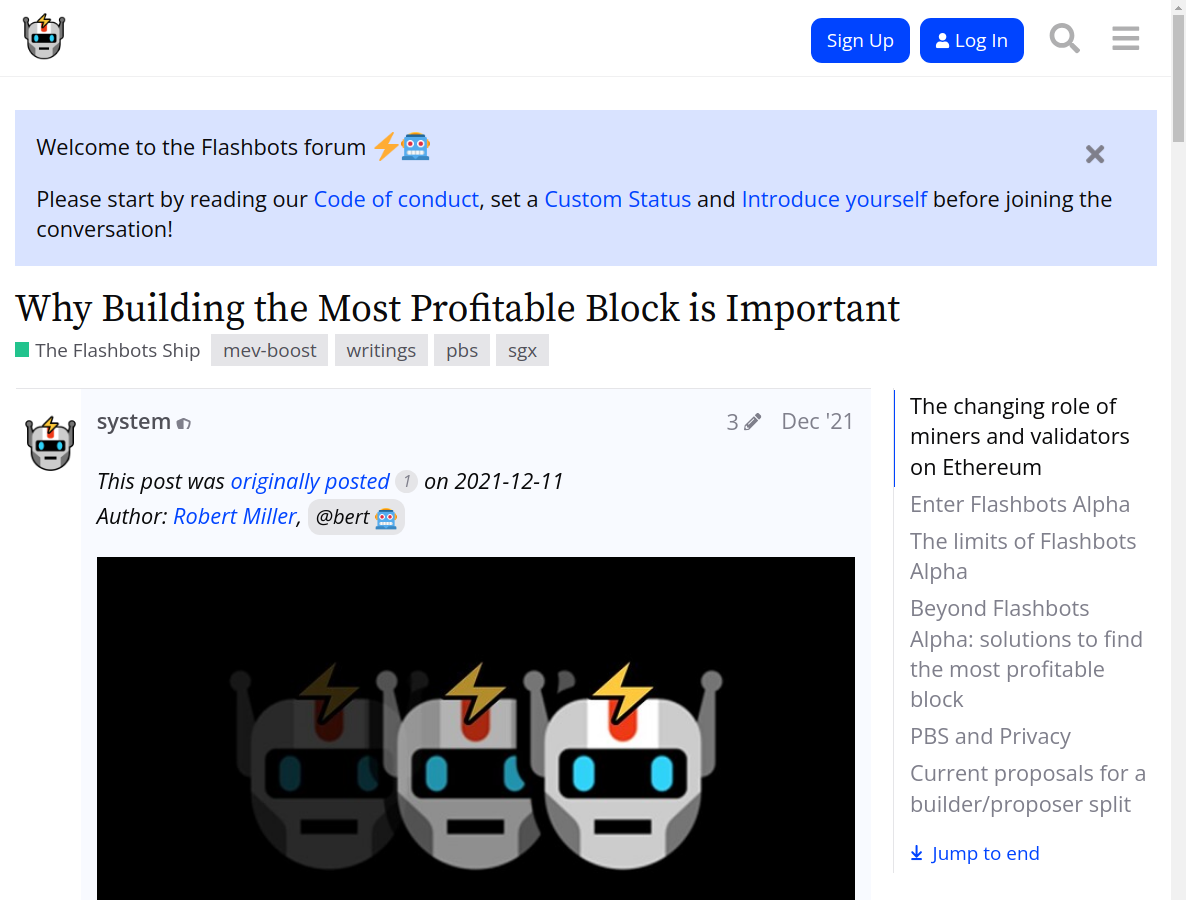 Sign Up
Log In
Welcome to the Flashbots forum
Please start by reading our Code of conduct, set a Custom Status and Introduce yourself before joining the
conversation!
Why Building the Most Profitable Block is Important
The Flashbots Ship mev-boost writings pbs sgx
system 3 Dec '21
This post was originally posted 1 on 2021-12-11
Author: Robert Miller, @bert
The changing role of
miners and validators
on Ethereum
Enter Flashbots Alpha
The limits of Flashbots
Alpha
Beyond Flashbots
Alpha: solutions to find
the most profitable
block
PBS and Privacy
Current proposals for a
builder/proposer split
Jump to end